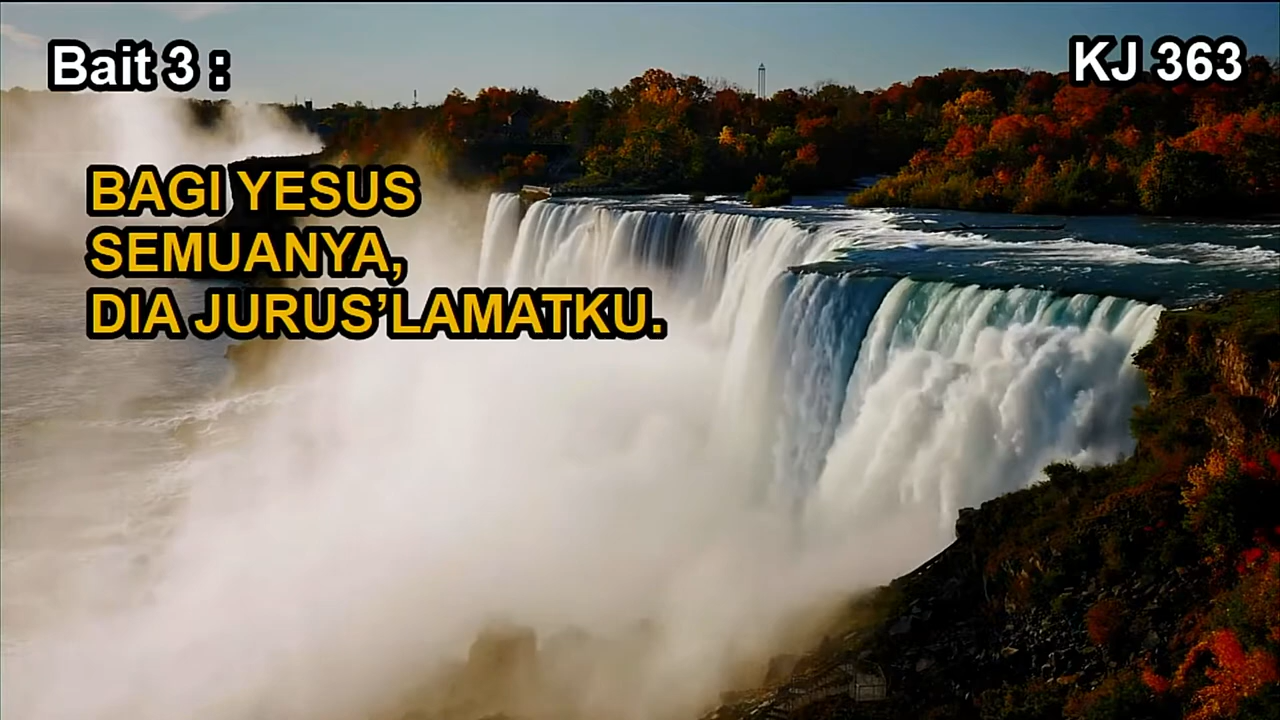 Bait 3 :
KJ 363
BAGI YESUS
SEMUANYA,
DIA JURUS’LAMATKU.